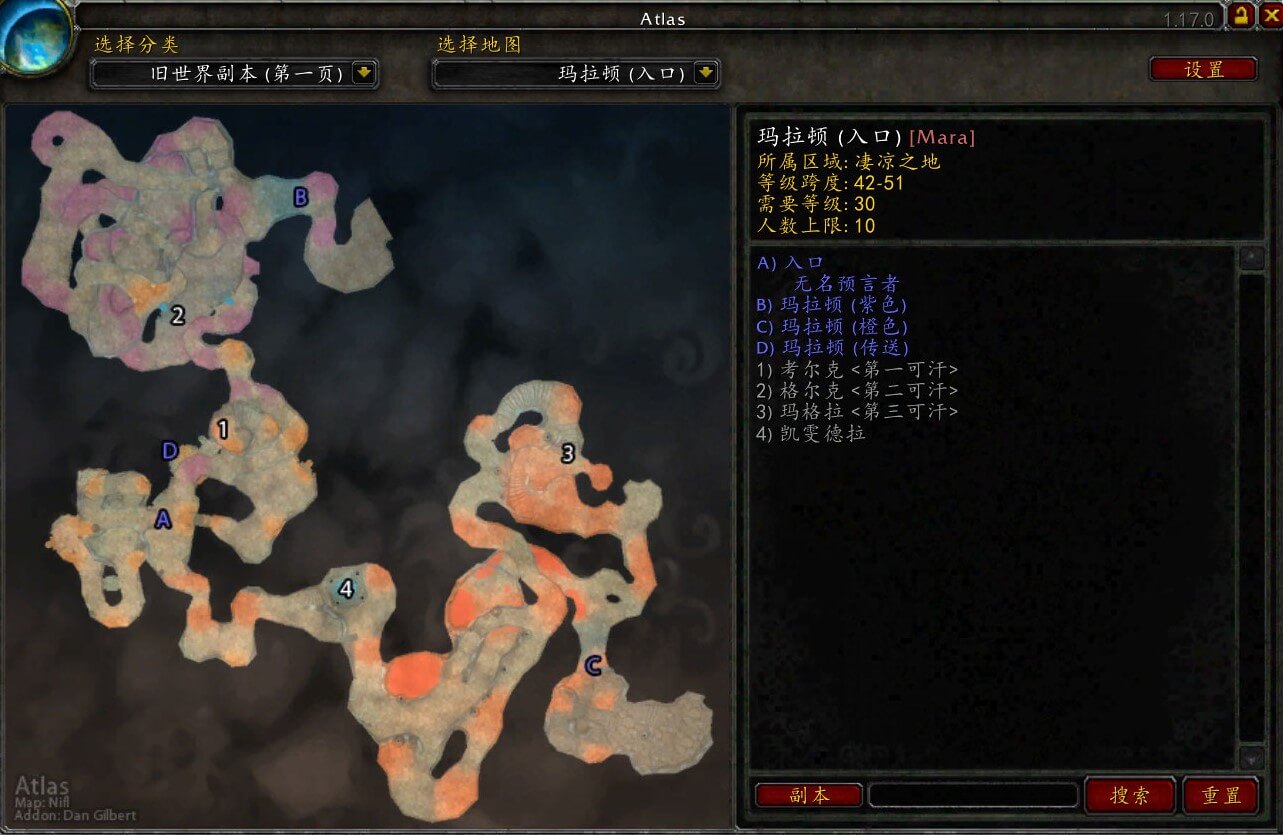 Atlas
1.17.0
选择分类
选择地图
旧世界副本 (第一页)
玛拉顿 (入口)
设置
玛拉顿 (入口) [Mara]
所属区域: 凄凉之地
等级跨度: 42-51
需要等级: 30
人数上限: 10
A) 入口
无名预言者
B) 玛拉顿 (紫色)
C) 玛拉顿 (橙色)
D) 玛拉顿 (传送)
1) 考尔克 <第一可汗>
2) 格尔克 <第二可汗>
3) 玛格拉 <第三可汗>
4) 凯雯德拉
B
2
1
D
3
A
4
C
Atlas
Map: Nifl
Addon: Dan Gilbert
副本
搜索
重置